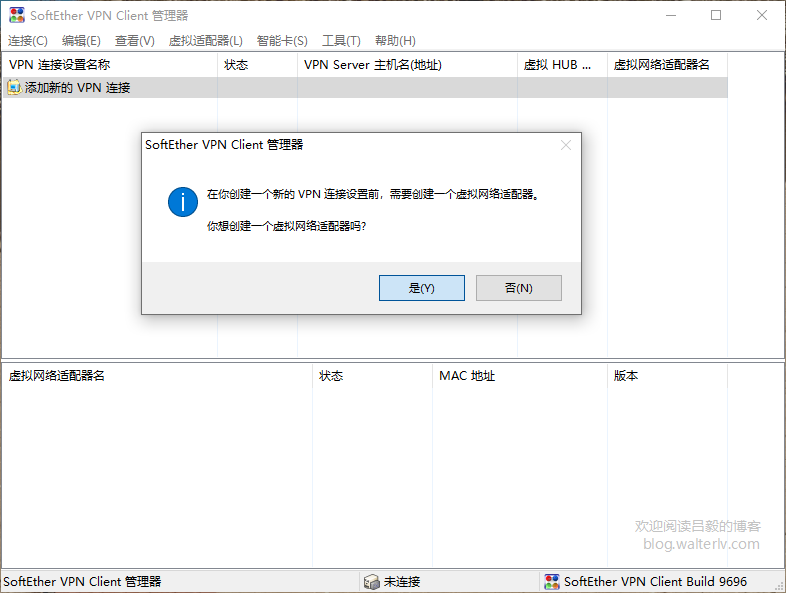 SoftEther VPN Client 管理器
连接(C) 编辑(E) 查看(V) 虚拟适配器(L) 智能卡(S) 工具(T) 帮助(H)
VPN 连接设置名称 状态 VPN Server 主机名(地址) 虚拟 HUB ... 虚拟网络适配器名
添加新的 VPN 连接
SoftEther VPN Client 管理器
在你创建一个新的 VPN 连接设置前，需要创建一个虚拟网络适配器。
你想创建一个虚拟网络适配器吗?
是(Y) 否(N)
虚拟网络适配器名 状态 MAC 地址 版本
欢迎阅读吕毅的博客
blog.walterlv.com
SoftEther VPN Client 管理器 未连接 SoftEther VPN Client Build 9696